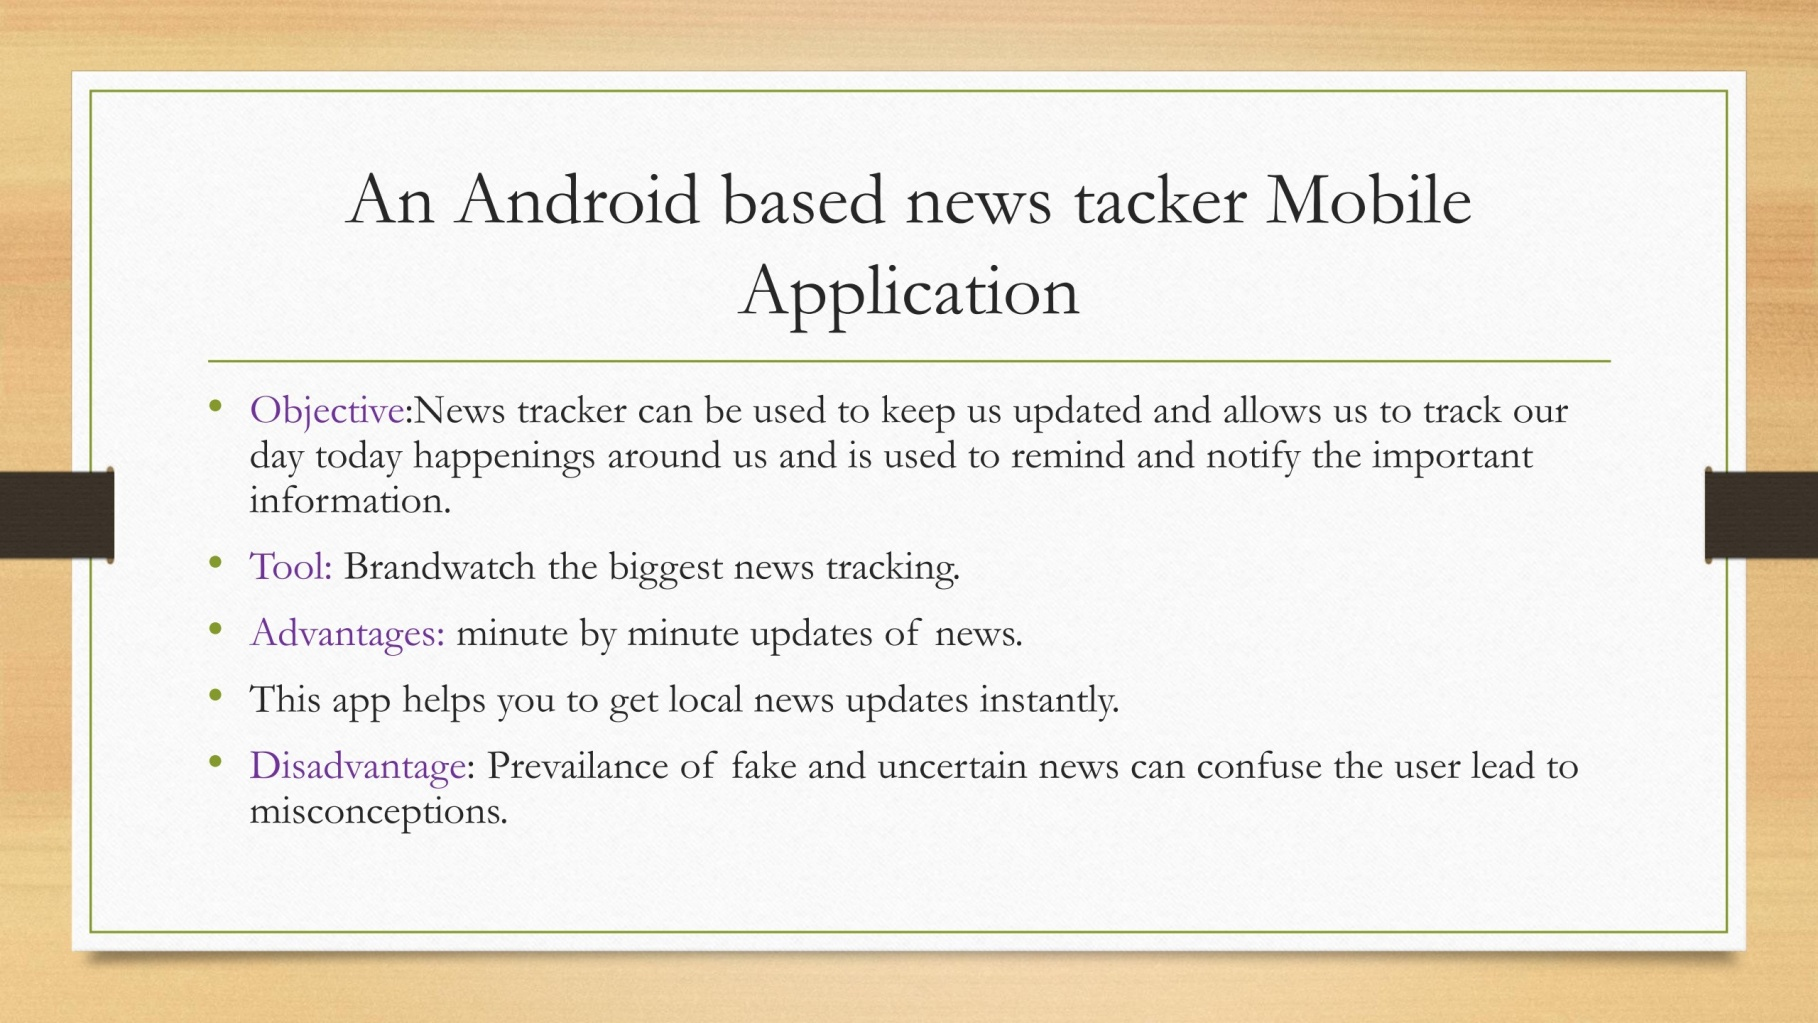 An Android based news tacker Mobile
Application
• Objective:News tracker can be used to keep us updated and allows us to track our
day today happenings around us and is used to remind and notify the important
information.
• Tool: Brandwatch the biggest news tracking.
• Advantages: minute by minute updates of news.
• This app helps you to get local news updates instantly.
• Disadvantage: Prevailance of fake and uncertain news can confuse the user lead to
misconceptions.